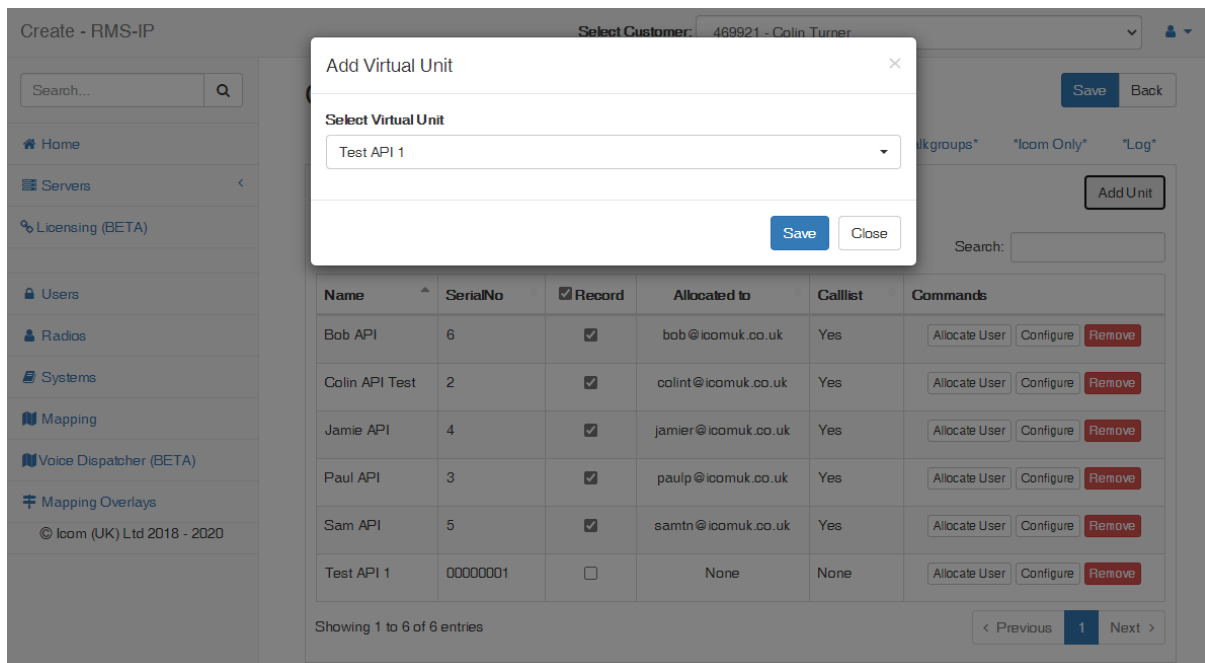 Create - RMS-IP
Select Customer: 469921 - Colin Turner
Add Virtual Unit ×
Search...
Save Back
Select Virtual Unit
Test API 1
Home
*Icom Only* *Log*
Servers
Add Unit
Licensing (BETA)
Save Close
Search:
Users
Name SerialNo Record Allocated to Calllist Commands
Radios
Bob API 6 bob@icomuk.co.uk Yes Allocate User Configure Remove
Systems
Colin API Test 2 colint@icomuk.co.uk Yes Allocate User Configure Remove
Mapping
Jamie API 4 jamier@icomuk.co.uk Yes Allocate User Configure Remove
Voice Dispatcher (BETA)
Paul API 3 paulp@icomuk.co.uk Yes Allocate User Configure Remove
Mapping Overlays
Sam API 5 samtn@icomuk.co.uk Yes Allocate User Configure Remove
© Icom (UK) Ltd 2018 - 2020
Test API 1 00000001 None None Allocate User Configure Remove
Showing 1 to 6 of 6 entries
< Previous 1 Next >